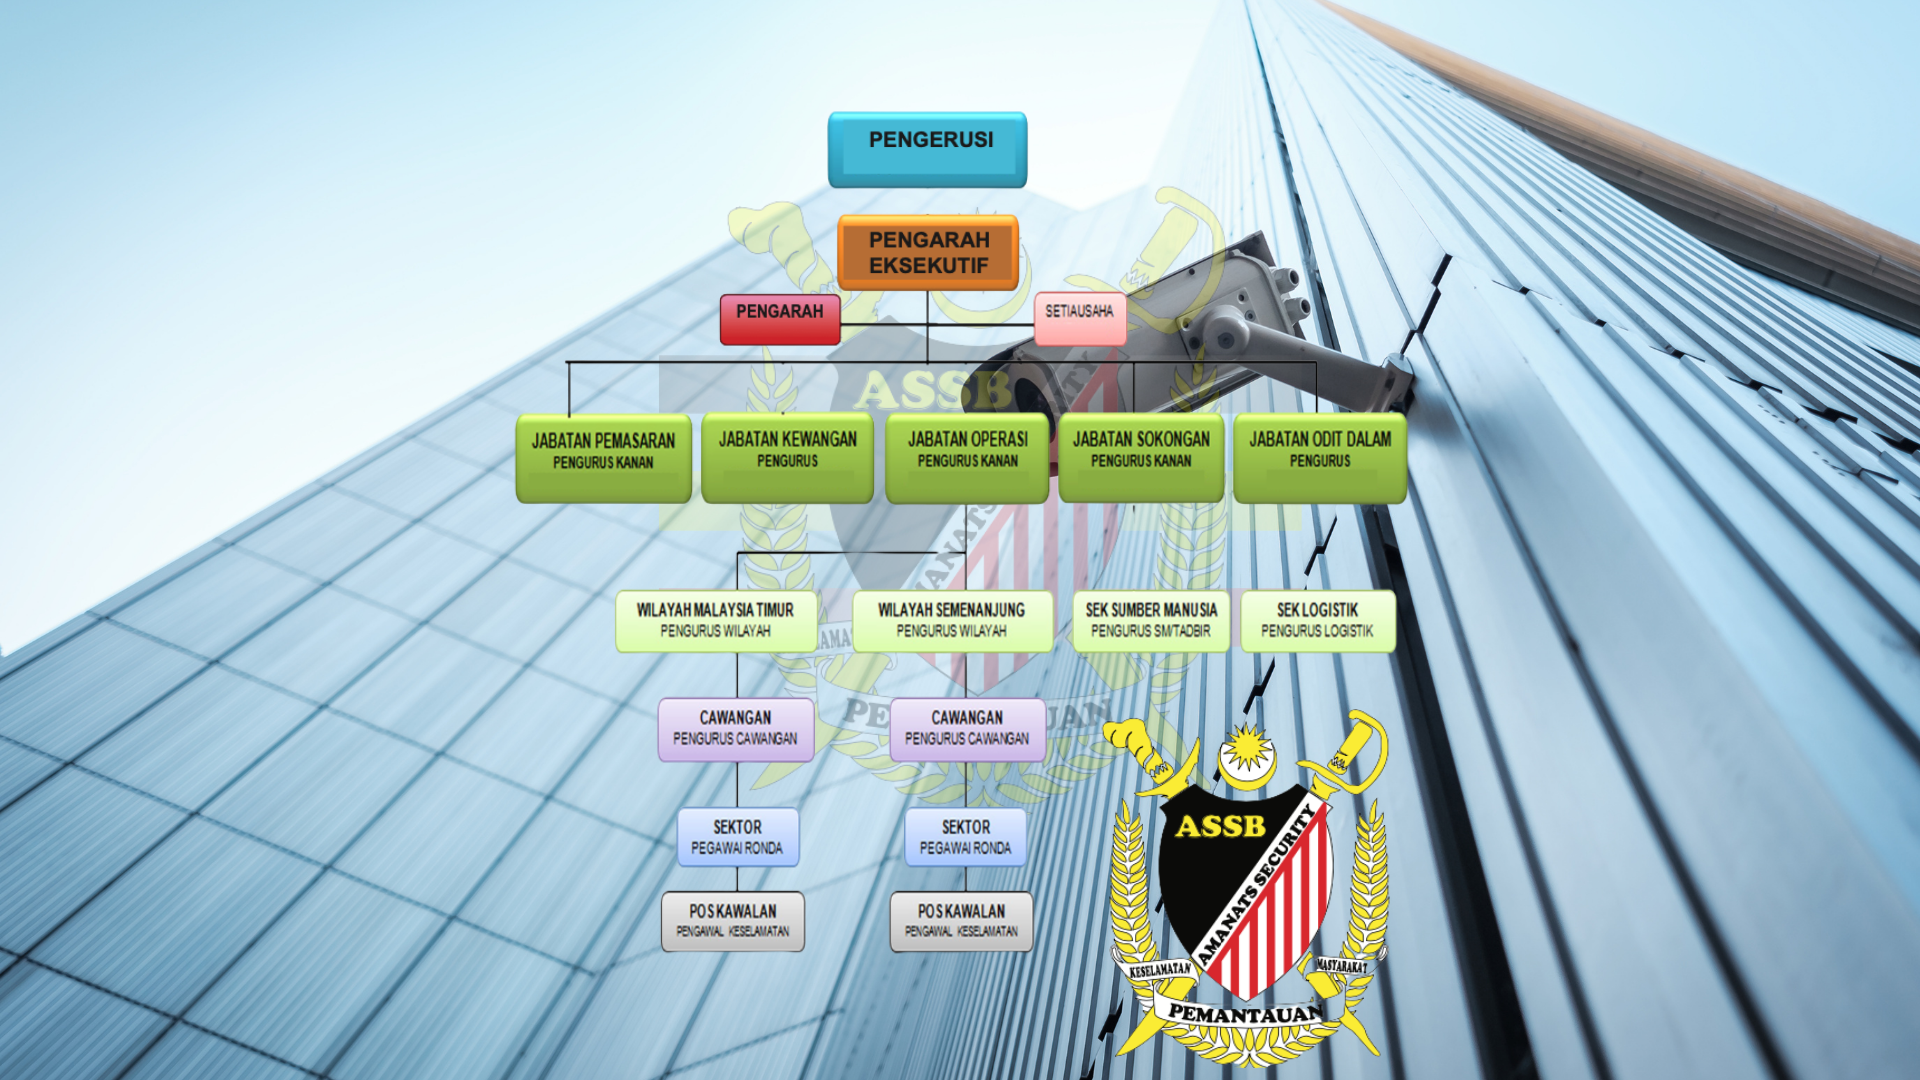 PENGERUSI
PENGARAH
EKSEKUTIF
PENGARAH
SETIAUSAHA
ASSB
JABATAN PEMASARAN
PENGURUS KANAN
JABATAN KEWANGAN
PENGURUS
JABATAN OPERASI
PENGURUS KANAN
JABATAN SOKONGAN
PENGURUS KANAN
JABATAN ODIT DALAM
PENGURUS
WILAYAH MALAYSIA TIMUR
PENGURUS WILAYAH
WILAYAH SEMENANJUNG
PENGURUS WILAYAH
SEK SUMBER MANUSIA
PENGURUS SM/TADBIR
SEK LOGISTIK
PENGURUS LOGISTIK
CAWANGAN
PENGURUS CAWANGAN
CAWANGAN
PENGURUS CAWANGAN
SEKTOR
PEGAWAI RONDA
SEKTOR
PEGAWAI RONDA
POS KAWALAN
PENGAWAL KESELAMATAN
POS KAWALAN
PENGAWAL KESELAMATAN
ASSB
AMANATS SECURITY
KESELAMATAN
MASYARAKAT
PEMANTAUAN